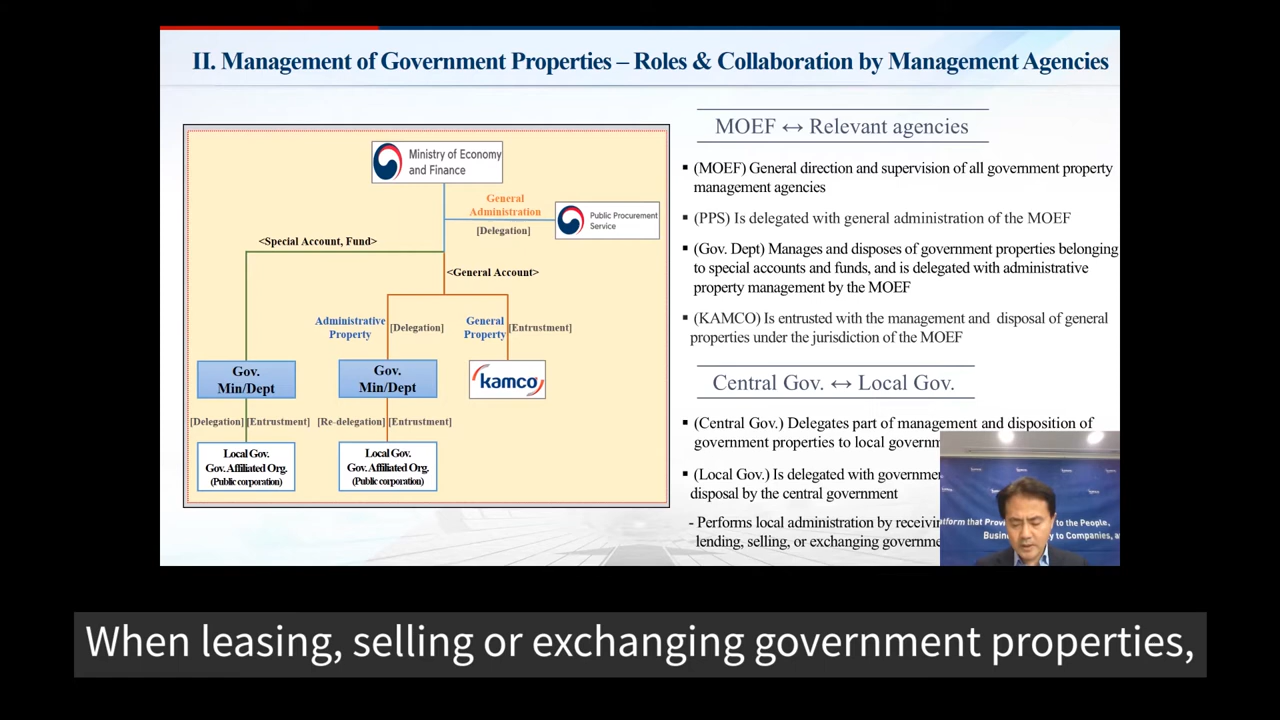 II. Management of Government Properties – Roles & Collaboration by Management Agencies
Ministry of Economy
and Finance
General
Administration
[Delegation]
Public Procurement
Service
<Special Account, Fund>
<General Account>
Administrative
Property
[Delegation]
General
Property
[Entrustment]
Gov.
Min/Dept
Gov.
Min/Dept
kamco
[Delegation] [Entrustment]
[Re-delegation] [Entrustment]
Local Gov.
Gov. Affiliated Org.
(Public corporation)
Local Gov.
Gov. Affiliated Org.
(Public corporation)
MOEF ↔ Relevant agencies
▪ (MOEF) General direction and supervision of all government property
management agencies
▪ (PPS) Is delegated with general administration of the MOEF
▪ (Gov. Dept) Manages and disposes of government properties belonging
to special accounts and funds, and is delegated with administrative
property management by the MOEF
▪ (KAMCO) Is entrusted with the management and disposal of general
properties under the jurisdiction of the MOEF
Central Gov. ↔ Local Gov.
▪ (Central Gov.) Delegates part of management and disposition of
government properties to local
▪ (Local Gov.) Is delegated with
disposal by the central government
- Performs local administration by
lending, selling, or exchanging
to the People,
to Companies,
When leasing, selling or exchanging government properties,